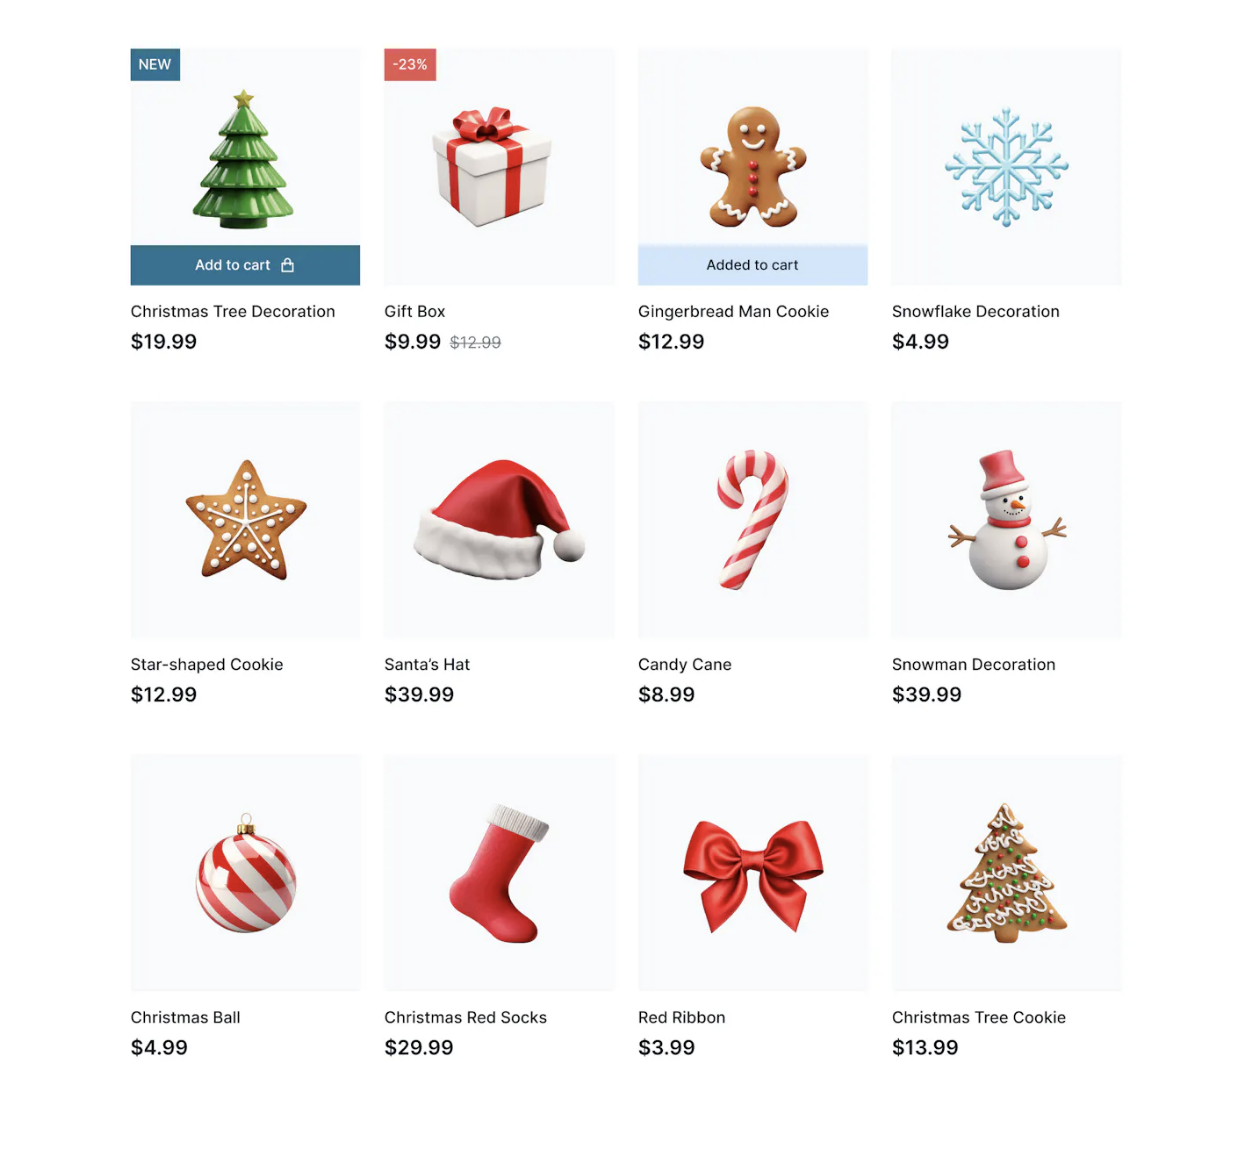 NEW
-23%
Add to cart
Added to cart
Christmas Tree Decoration
$19.99
Gift Box
$9.99 $12.99
Gingerbread Man Cookie
$12.99
Snowflake Decoration
$4.99
Star-shaped Cookie
$12.99
Santa’s Hat
$39.99
Candy Cane
$8.99
Snowman Decoration
$39.99
Christmas Ball
$4.99
Christmas Red Socks
$29.99
Red Ribbon
$3.99
Christmas Tree Cookie
$13.99